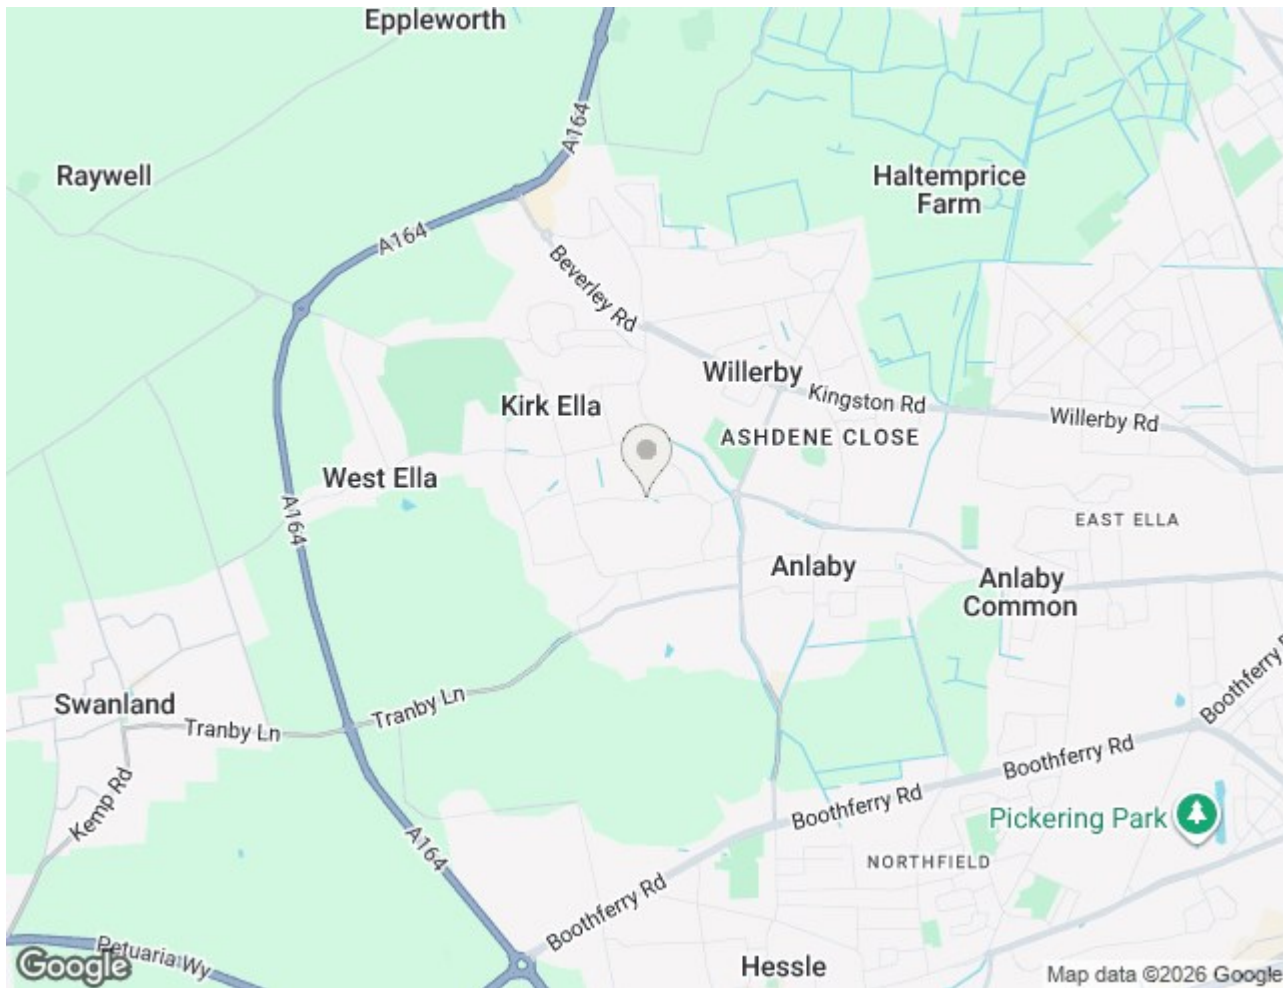 Eppleworth
A164
Raywell
Haltemprice
Farm
A164
Beverley Rd
Willerby
Kingston Rd
Willerby Rd
Kirk Ella
ASHDENE CLOSE
West Ella
A164
EAST ELLA
Anlaby
Anlaby
Common
Swanland
Tranby Ln
Tranby Ln
Boothferry Rd
Boothferry Rd
Boothferry Rd
Kemp Rd
Pickering Park
A164
NORTHFIELD
Boothferry Rd
Petuaria Wy
Hessle
Google
Map data ©2026 Google